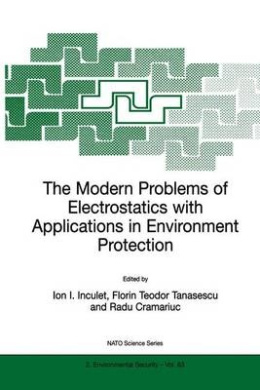 The Modern Problems of
Electrostatics with
Applications in Environment
Protection
Edited by
Ion I. Inculet, Florin Teodor Tanasescu
and Radu Cramariuc
NATO Science Series
2. Environmental Security – Vol. 63